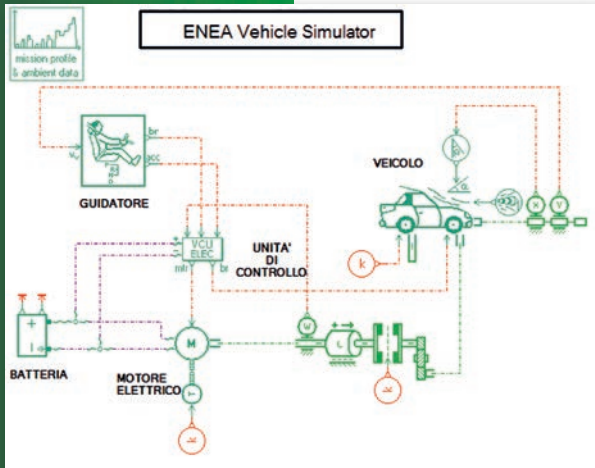 ENEA Vehicle Simulator
mission profile
& ambient data
br
acc
GUIDATORE
VEICOLO
α
X
V
VCU
ELEC
mtr
br
UNITA'
DI
CONTROLLO
k
W
M
L
BATTERIA
MOTORE
ELETTRICO
T
k
k